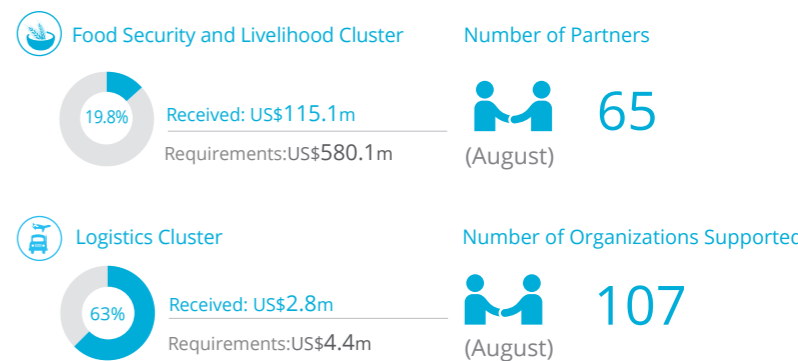 Food Security and Livelihood Cluster
Number of Partners
19.8%
Received: US$115.1m
Requirements:US$580.1m
65
(August)
Logistics Cluster
Number of Organizations Supported
63%
Received: US$2.8m
Requirements:US$4.4m
107
(August)